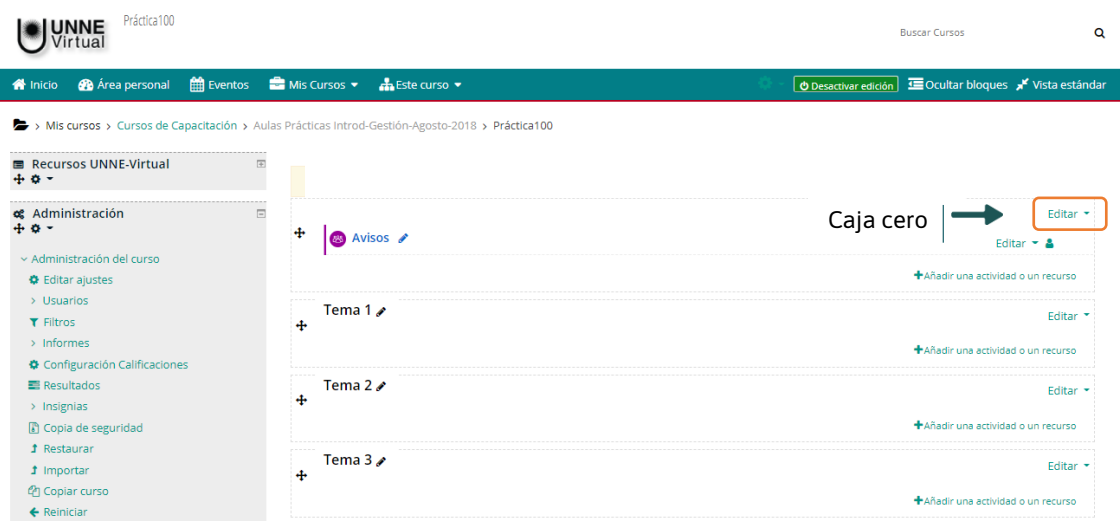 UNNE
Virtual
Práctica100
Buscar Cursos
Inicio
Área personal
Eventos
Mis Cursos
Este curso
Desactivar edición
Ocultar bloques
Vista estándar
> Mis cursos > Cursos de Capacitación > Aulas Prácticas Introd-Gestión-Agosto-2018 > Práctica100
Recursos UNNE-Virtual
Administración
Administración del curso
Editar ajustes
Usuarios
Filtros
Informes
Configuración Calificaciones
Resultados
Insignias
Copia de seguridad
Restaurar
Importar
Copiar curso
Reiniciar
Caja cero
Editar
Avisos
Editar
Añadir una actividad o un recurso
Tema 1
Editar
Añadir una actividad o un recurso
Tema 2
Editar
Añadir una actividad o un recurso
Tema 3
Editar
Añadir una actividad o un recurso